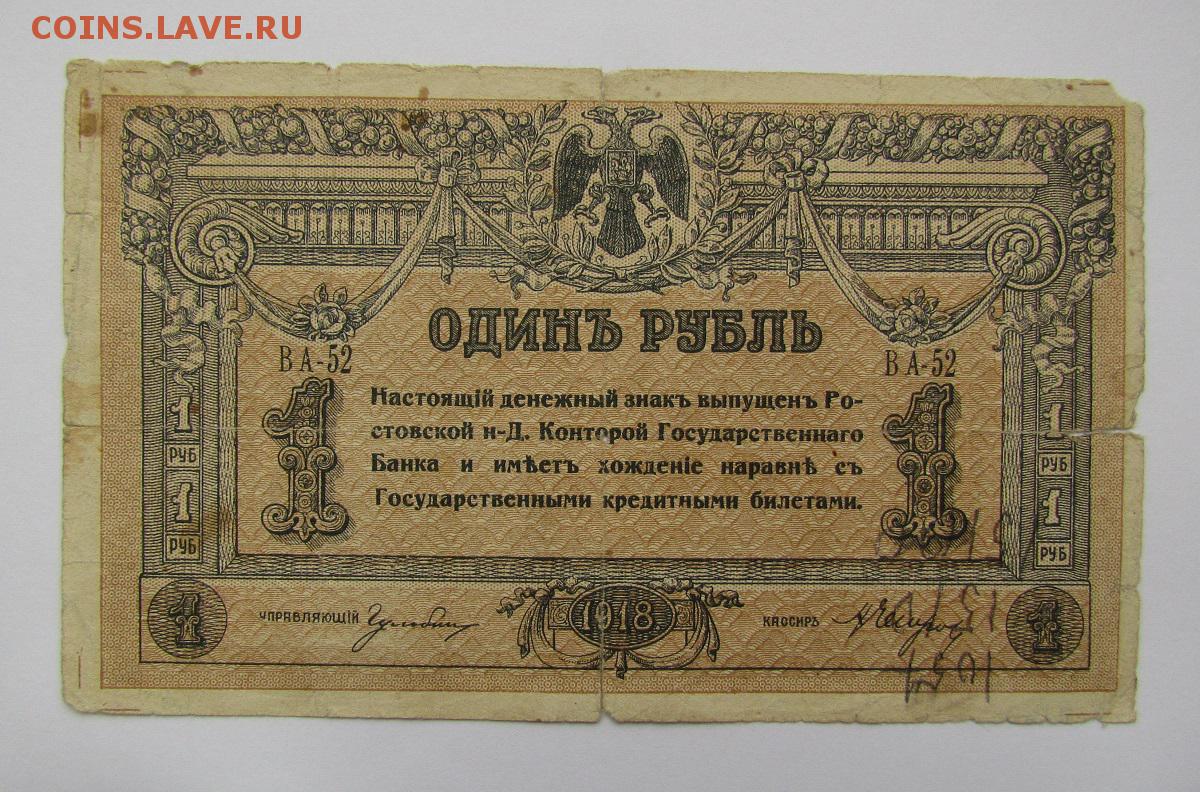 COINS.LAVE.RU
ОДИНЪ РУБЛЬ
ВА-52 ВА-52
1 1
Настоящій денежный знакъ выпущенъ Ро-
стовской н-Д. Конторой Государственнаго
Банка и имѣетъ хожденіе наравнѣ съ
Государственными кредитными билетами.
1 1
РУБ РУБ
1 1
РУБ РУБ
1 УПРАВЛЯЮЩІЙ 1918 КАССИРЪ 1